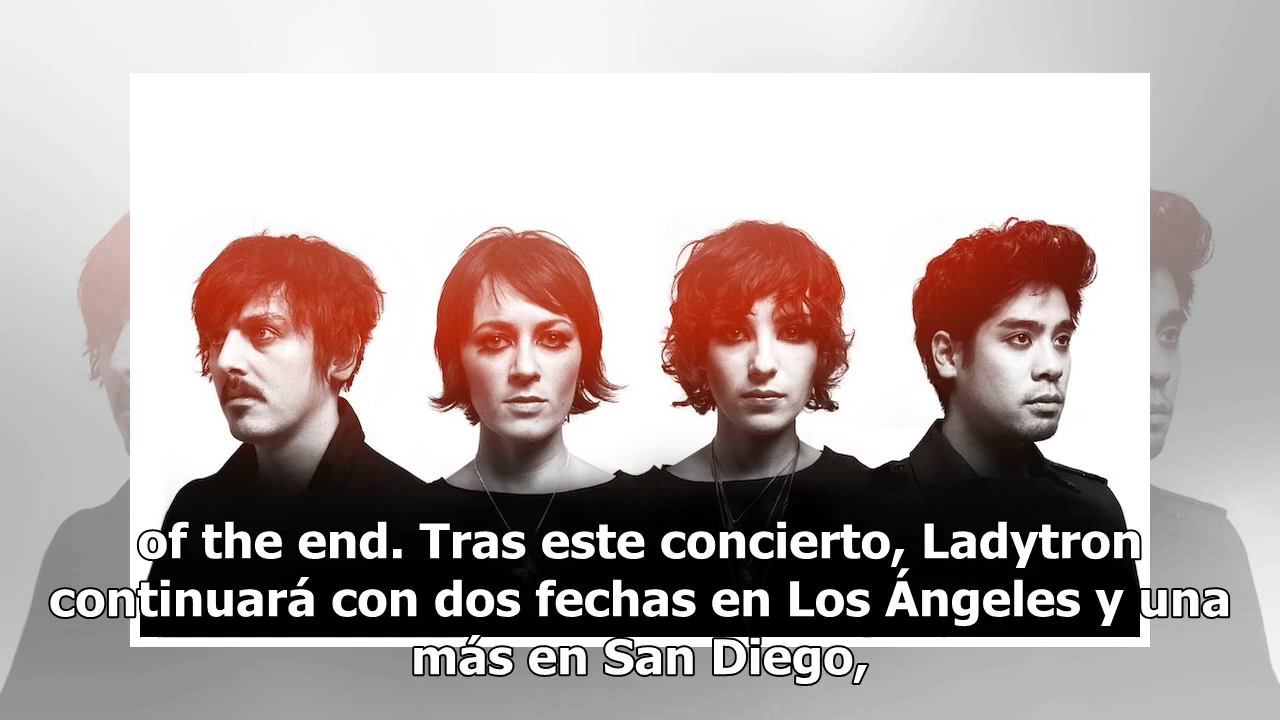 of the end. Tras este concierto, Ladytron
continuará con dos fechas en Los Ángeles y una
más en San Diego,